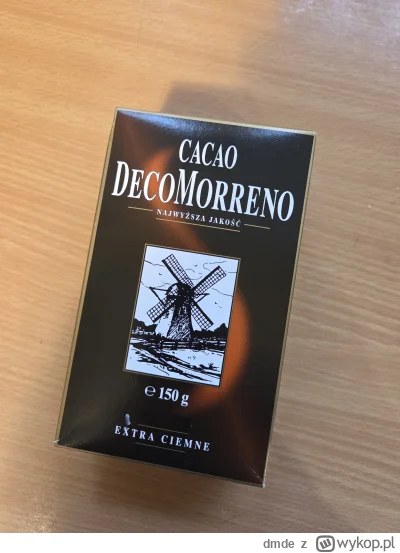 CACAO
DECOMORRENO
NAJWYŻSZA JAKOŚĆ
℮ 150 g
EXTRA CIEMNE
dmde z wykop.pl